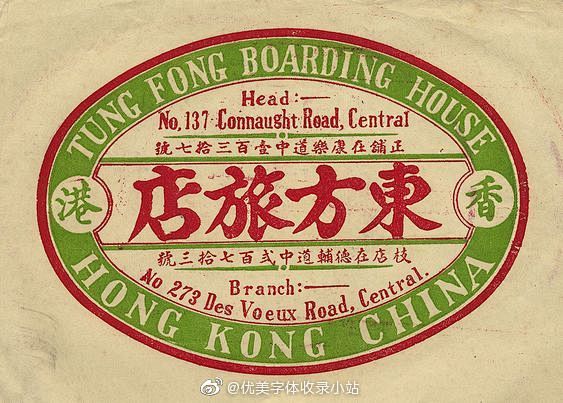 TUNG FONG BOARDING HOUSE
Head:—
No. 137 Connaught Road, Central
正舖在康樂道中壹百三拾七號
東方旅店
香港
枝店在德輔道中弍百七拾三號
Branch:—
No 273 Des Voeux Road, Central.
HONG KONG CHINA
@优美字体收录小站